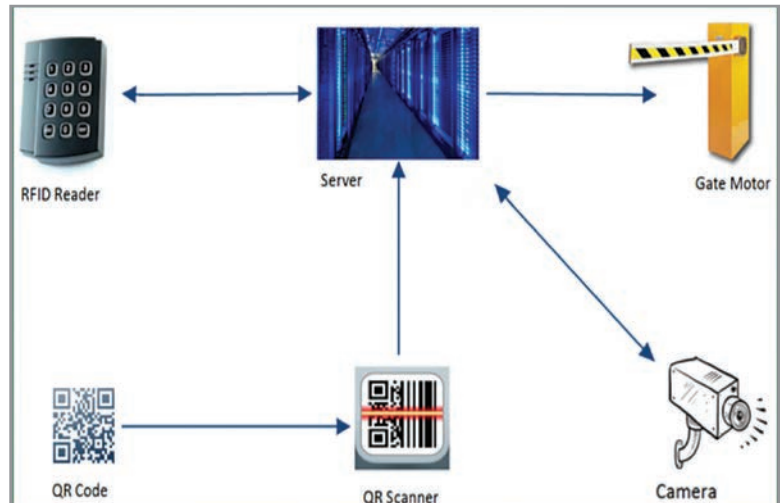 RFID Reader
Server
Gate Motor
QR Code
QR Scanner
Camera